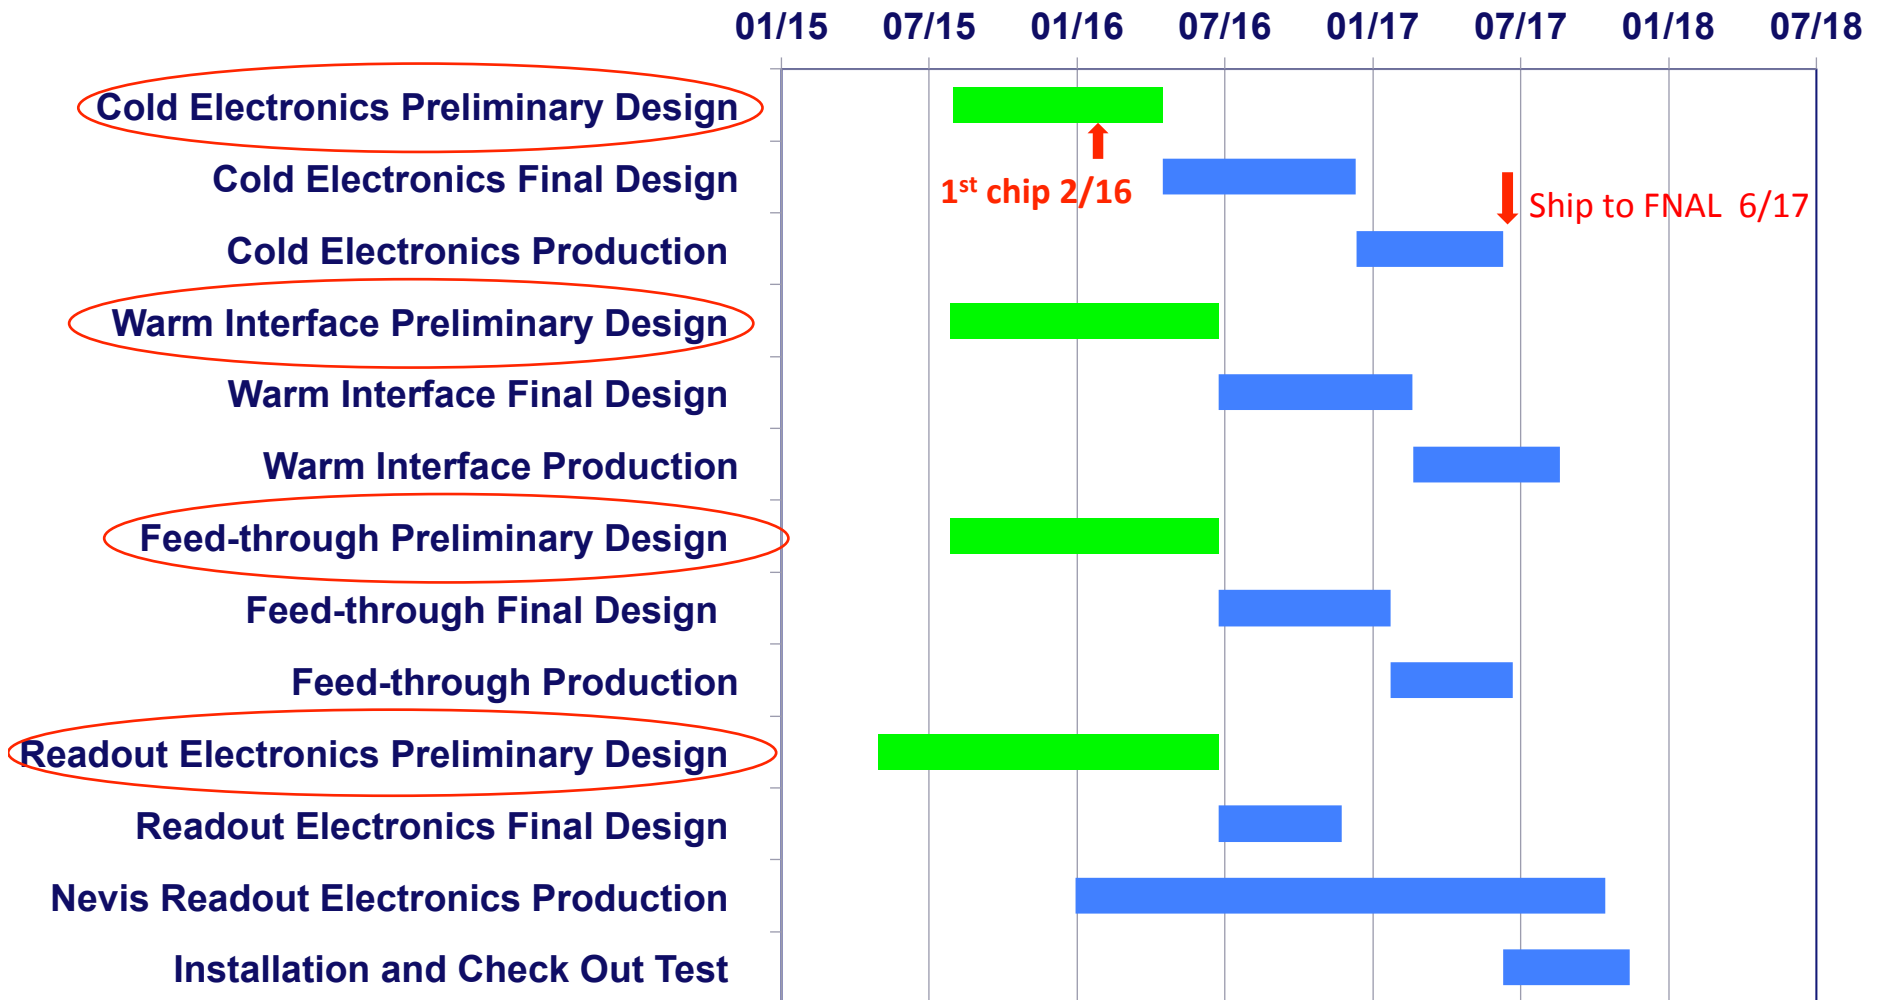 01/15 07/15 01/16 07/16 01/17 07/17 01/18 07/18
Cold Electronics Preliminary Design
Cold Electronics Final Design
1st chip 2/16
Ship to FNAL 6/17
Cold Electronics Production
Warm Interface Preliminary Design
Warm Interface Final Design
Warm Interface Production
Feed-through Preliminary Design
Feed-through Final Design
Feed-through Production
Readout Electronics Preliminary Design
Readout Electronics Final Design
Nevis Readout Electronics Production
Installation and Check Out Test